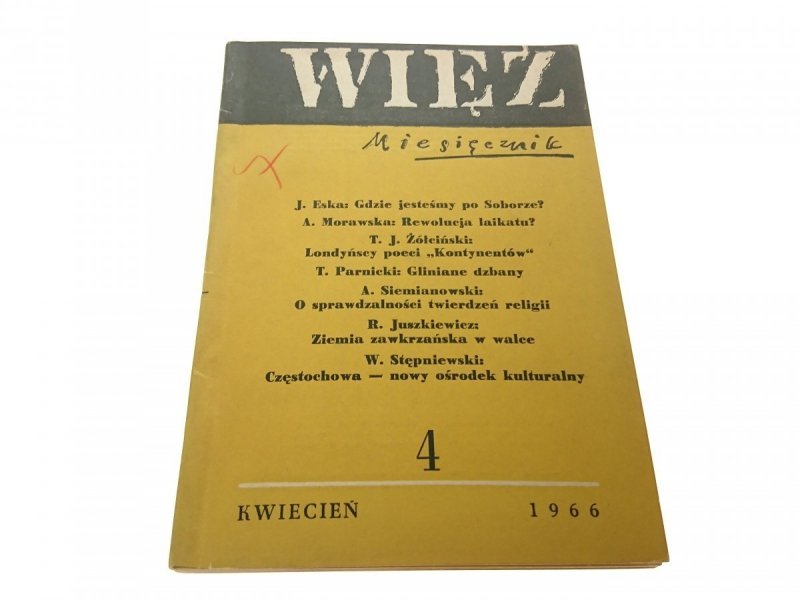 WIĘŹ
Miesięcznik
J. Eska: Gdzie jesteśmy po Soborze?
A. Morawska: Rewolucja laikatu?
T. J. Żółciński:
Londyńscy poeci „Kontynentów“
T. Parnicki: Gliniane dzbany
A. Siemianowski:
O sprawdzalności twierdzeń religii
R. Juszkiewicz:
Ziemia zawkrzańska w walce
W. Stępniewski:
Częstochowa — nowy ośrodek kulturalny
4
KWIECIEŃ 1966